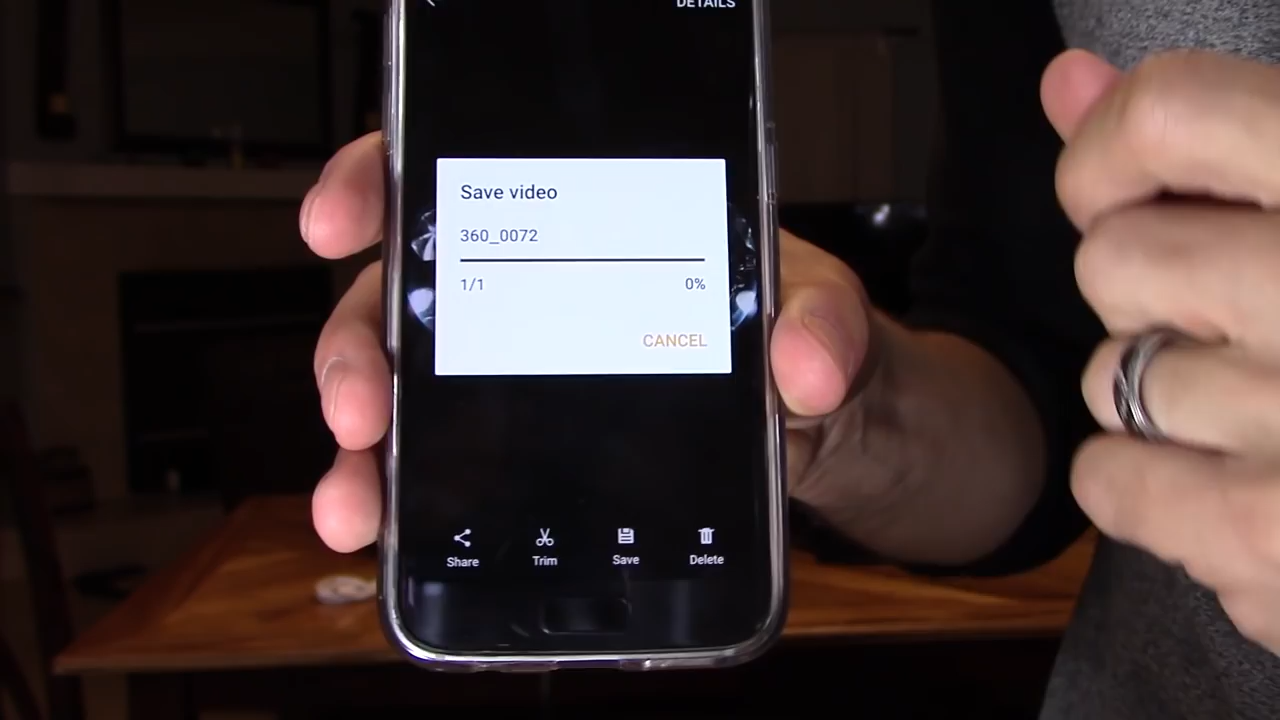 DETAILS
Save video
360_0072
1/1 0%
CANCEL
Share Trim Save Delete